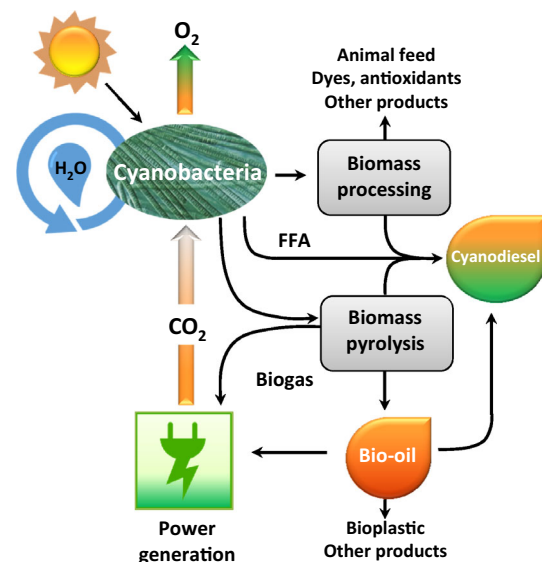 O2
Animal feed
Dyes, antioxidants
Other products
H2O
Cyanobacteria
Biomass
processing
FFA
Cyanodiesel
CO2
Biomass
pyrolysis
Biogas
Bio-oil
Power
generation
Bioplastic
Other products